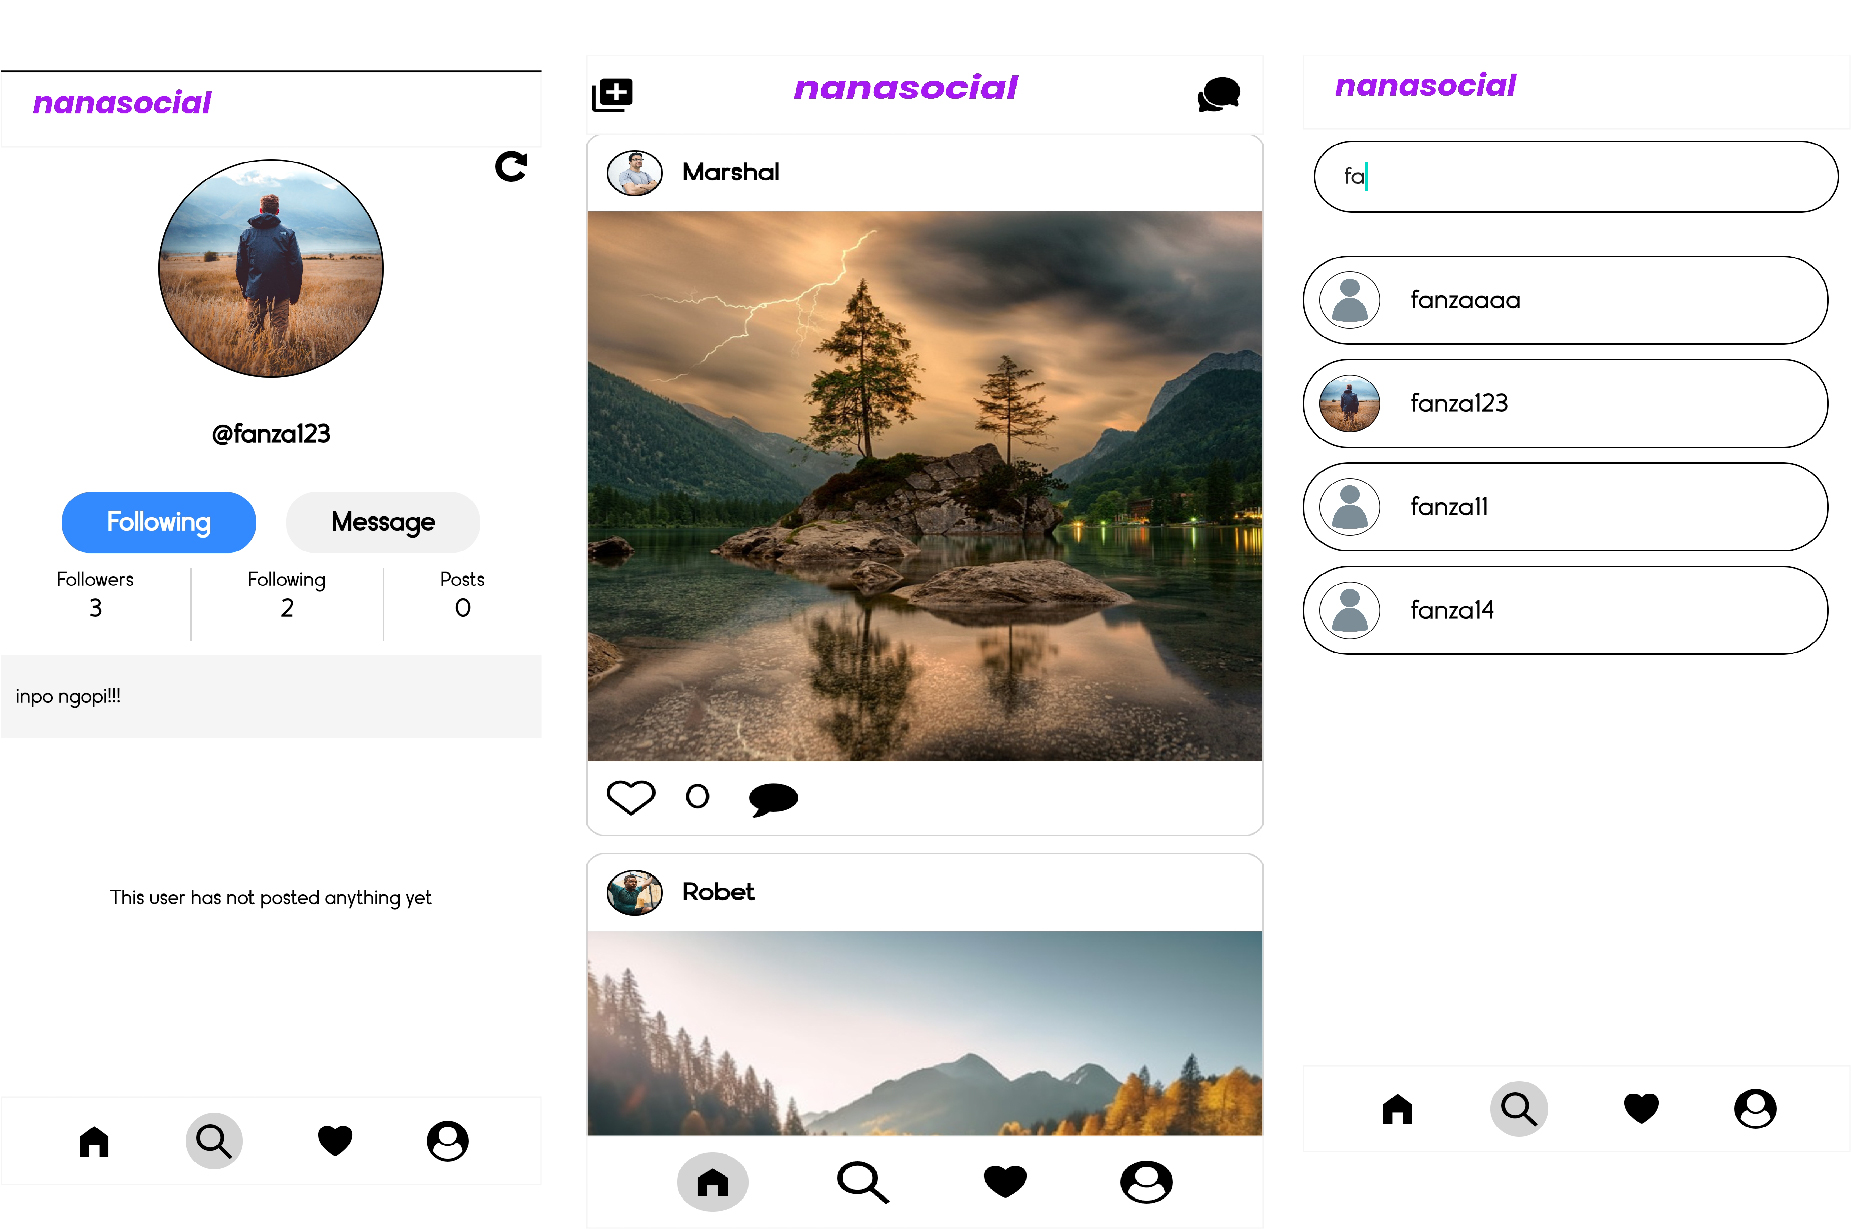 nanasocial
@fanza123
Following
Message
Followers
Following
Posts
3
2
0
inpo ngopi!!!
This user has not posted anything yet
nanasocial
Marshal
0
Robet
nanasocial
fa
fanzaaaa
fanza123
fanza11
fanza14